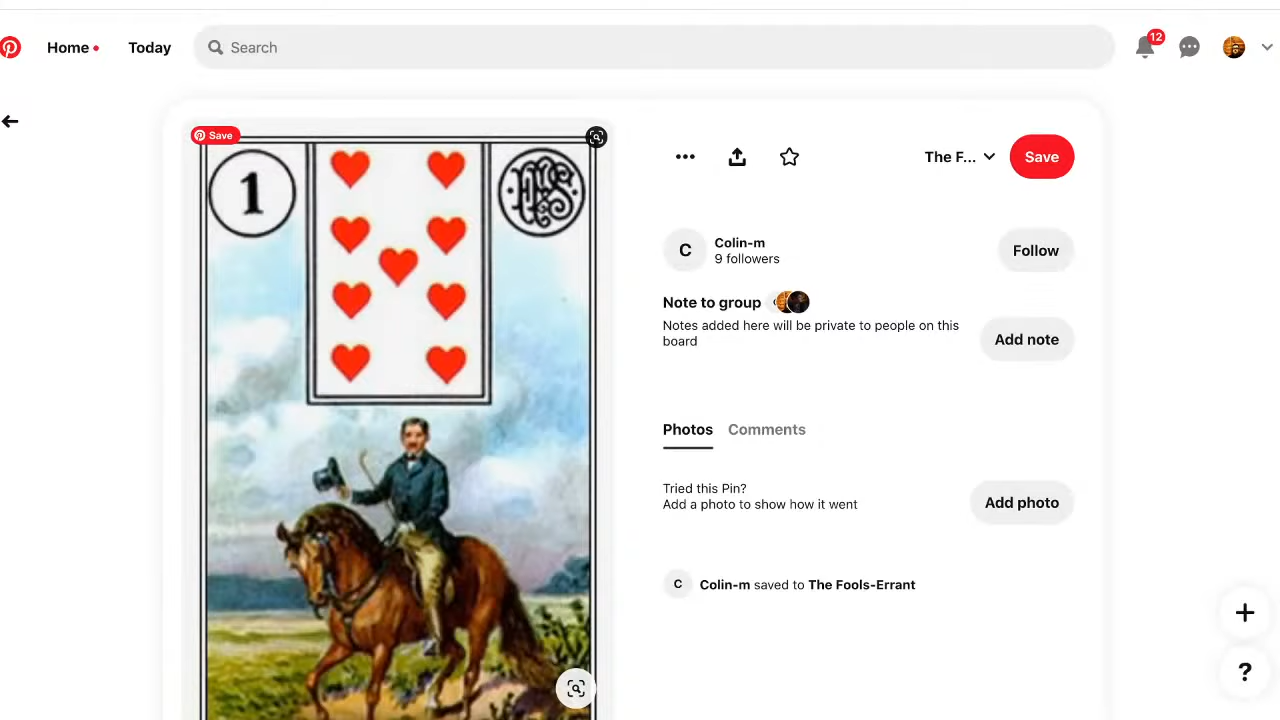 Home
Today
Search
12
Save
1
The F...
Save
C
Colin-m
9 followers
Follow
Note to group
Notes added here will be private to people on this
board
Add note
Photos
Comments
Tried this Pin?
Add a photo to show how it went
Add photo
C
Colin-m saved to The Fools-Errant
+
?